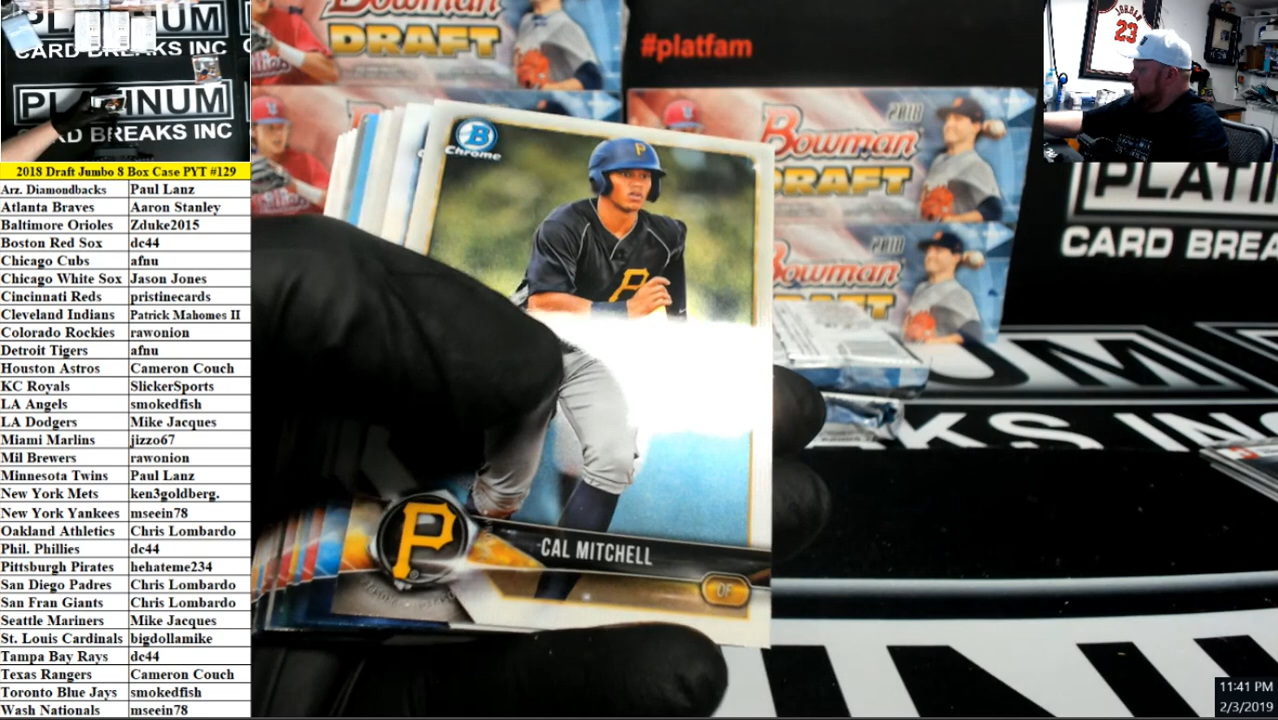 PLATINUM
CARD BREAKS INC
PLATINUM
CARD BREAKS INC
2018 Draft Jumbo 8 Box Case PYT #129
Arz. Diamondbacks Paul Lanz
Atlanta Braves Aaron Stanley
Baltimore Orioles Zduke2015
Boston Red Sox dc44
Chicago Cubs afnu
Chicago White Sox Jason Jones
Cincinnati Reds pristinecards
Cleveland Indians Patrick Mahomes II
Colorado Rockies rawonion
Detroit Tigers afnu
Houston Astros Cameron Couch
KC Royals SlickerSports
LA Angels smokedfish
LA Dodgers Mike Jacques
Miami Marlins jizzo67
Mil Brewers rawonion
Minnesota Twins Paul Lanz
New York Mets ken3goldberg.
New York Yankees mseein78
Oakland Athletics Chris Lombardo
Phil. Phillies dc44
Pittsburgh Pirates hehateme234
San Diego Padres Chris Lombardo
San Fran Giants Chris Lombardo
Seattle Mariners Mike Jacques
St. Louis Cardinals bigdollamike
Tampa Bay Rays dc44
Texas Rangers Cameron Couch
Toronto Blue Jays smokedfish
Wash Nationals mseein78
Bowman
DRAFT
#platfam
Bowman
2018
Bowman
DRAFT
2018
Bowman
B
Chrome
P
P
CAL MITCHELL
OF
JORDAN
23
PLATI
CARD BREA
UM
KS INC
11:41 PM
2/3/2019